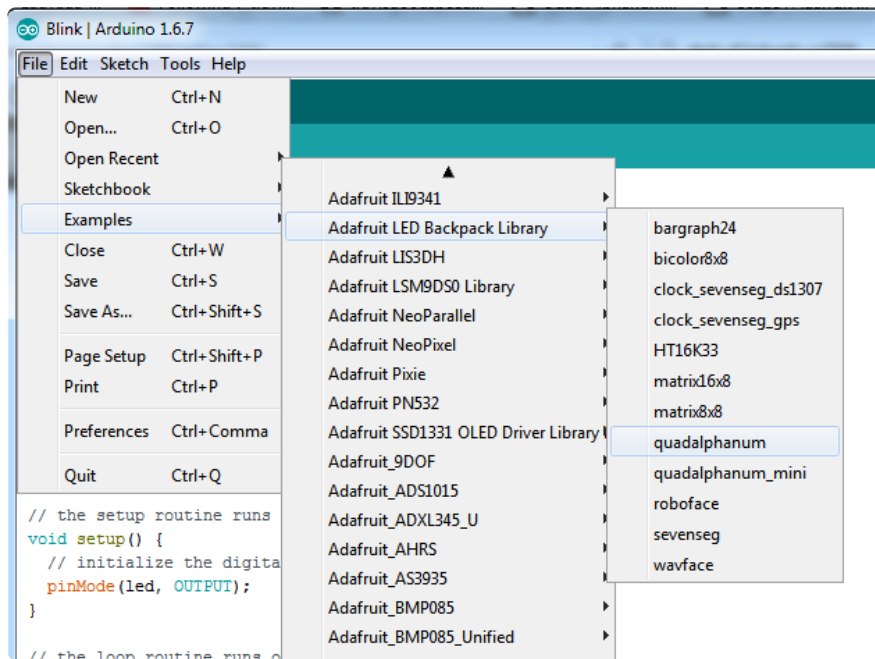 Blink | Arduino 1.6.7
File Edit Sketch Tools Help
New Ctrl+N
Open... Ctrl+O
Open Recent
Sketchbook
Examples
Close Ctrl+W
Save Ctrl+S
Save As... Ctrl+Shift+S
Page Setup Ctrl+Shift+P
Print Ctrl+P
Preferences Ctrl+Comma
Quit Ctrl+Q
Adafruit ILI9341
Adafruit LED Backpack Library
Adafruit LIS3DH
Adafruit LSM9DS0 Library
Adafruit NeoParallel
Adafruit NeoPixel
Adafruit Pixie
Adafruit PN532
Adafruit SSD1331 OLED Driver Library
Adafruit_9DOF
Adafruit_ADS1015
Adafruit_ADXL345_U
Adafruit_AHRS
Adafruit_AS3935
Adafruit_BMP085
Adafruit_BMP085_Unified
bargraph24
bicolor8x8
clock_sevenseg_ds1307
clock_sevenseg_gps
HT16K33
matrix16x8
matrix8x8
quadalphanum
quadalphanum_mini
roboface
sevenseg
wavface
// the setup routine runs
void setup() {
// initialize the digita
pinMode(led, OUTPUT);
}
// the loop routine runs o